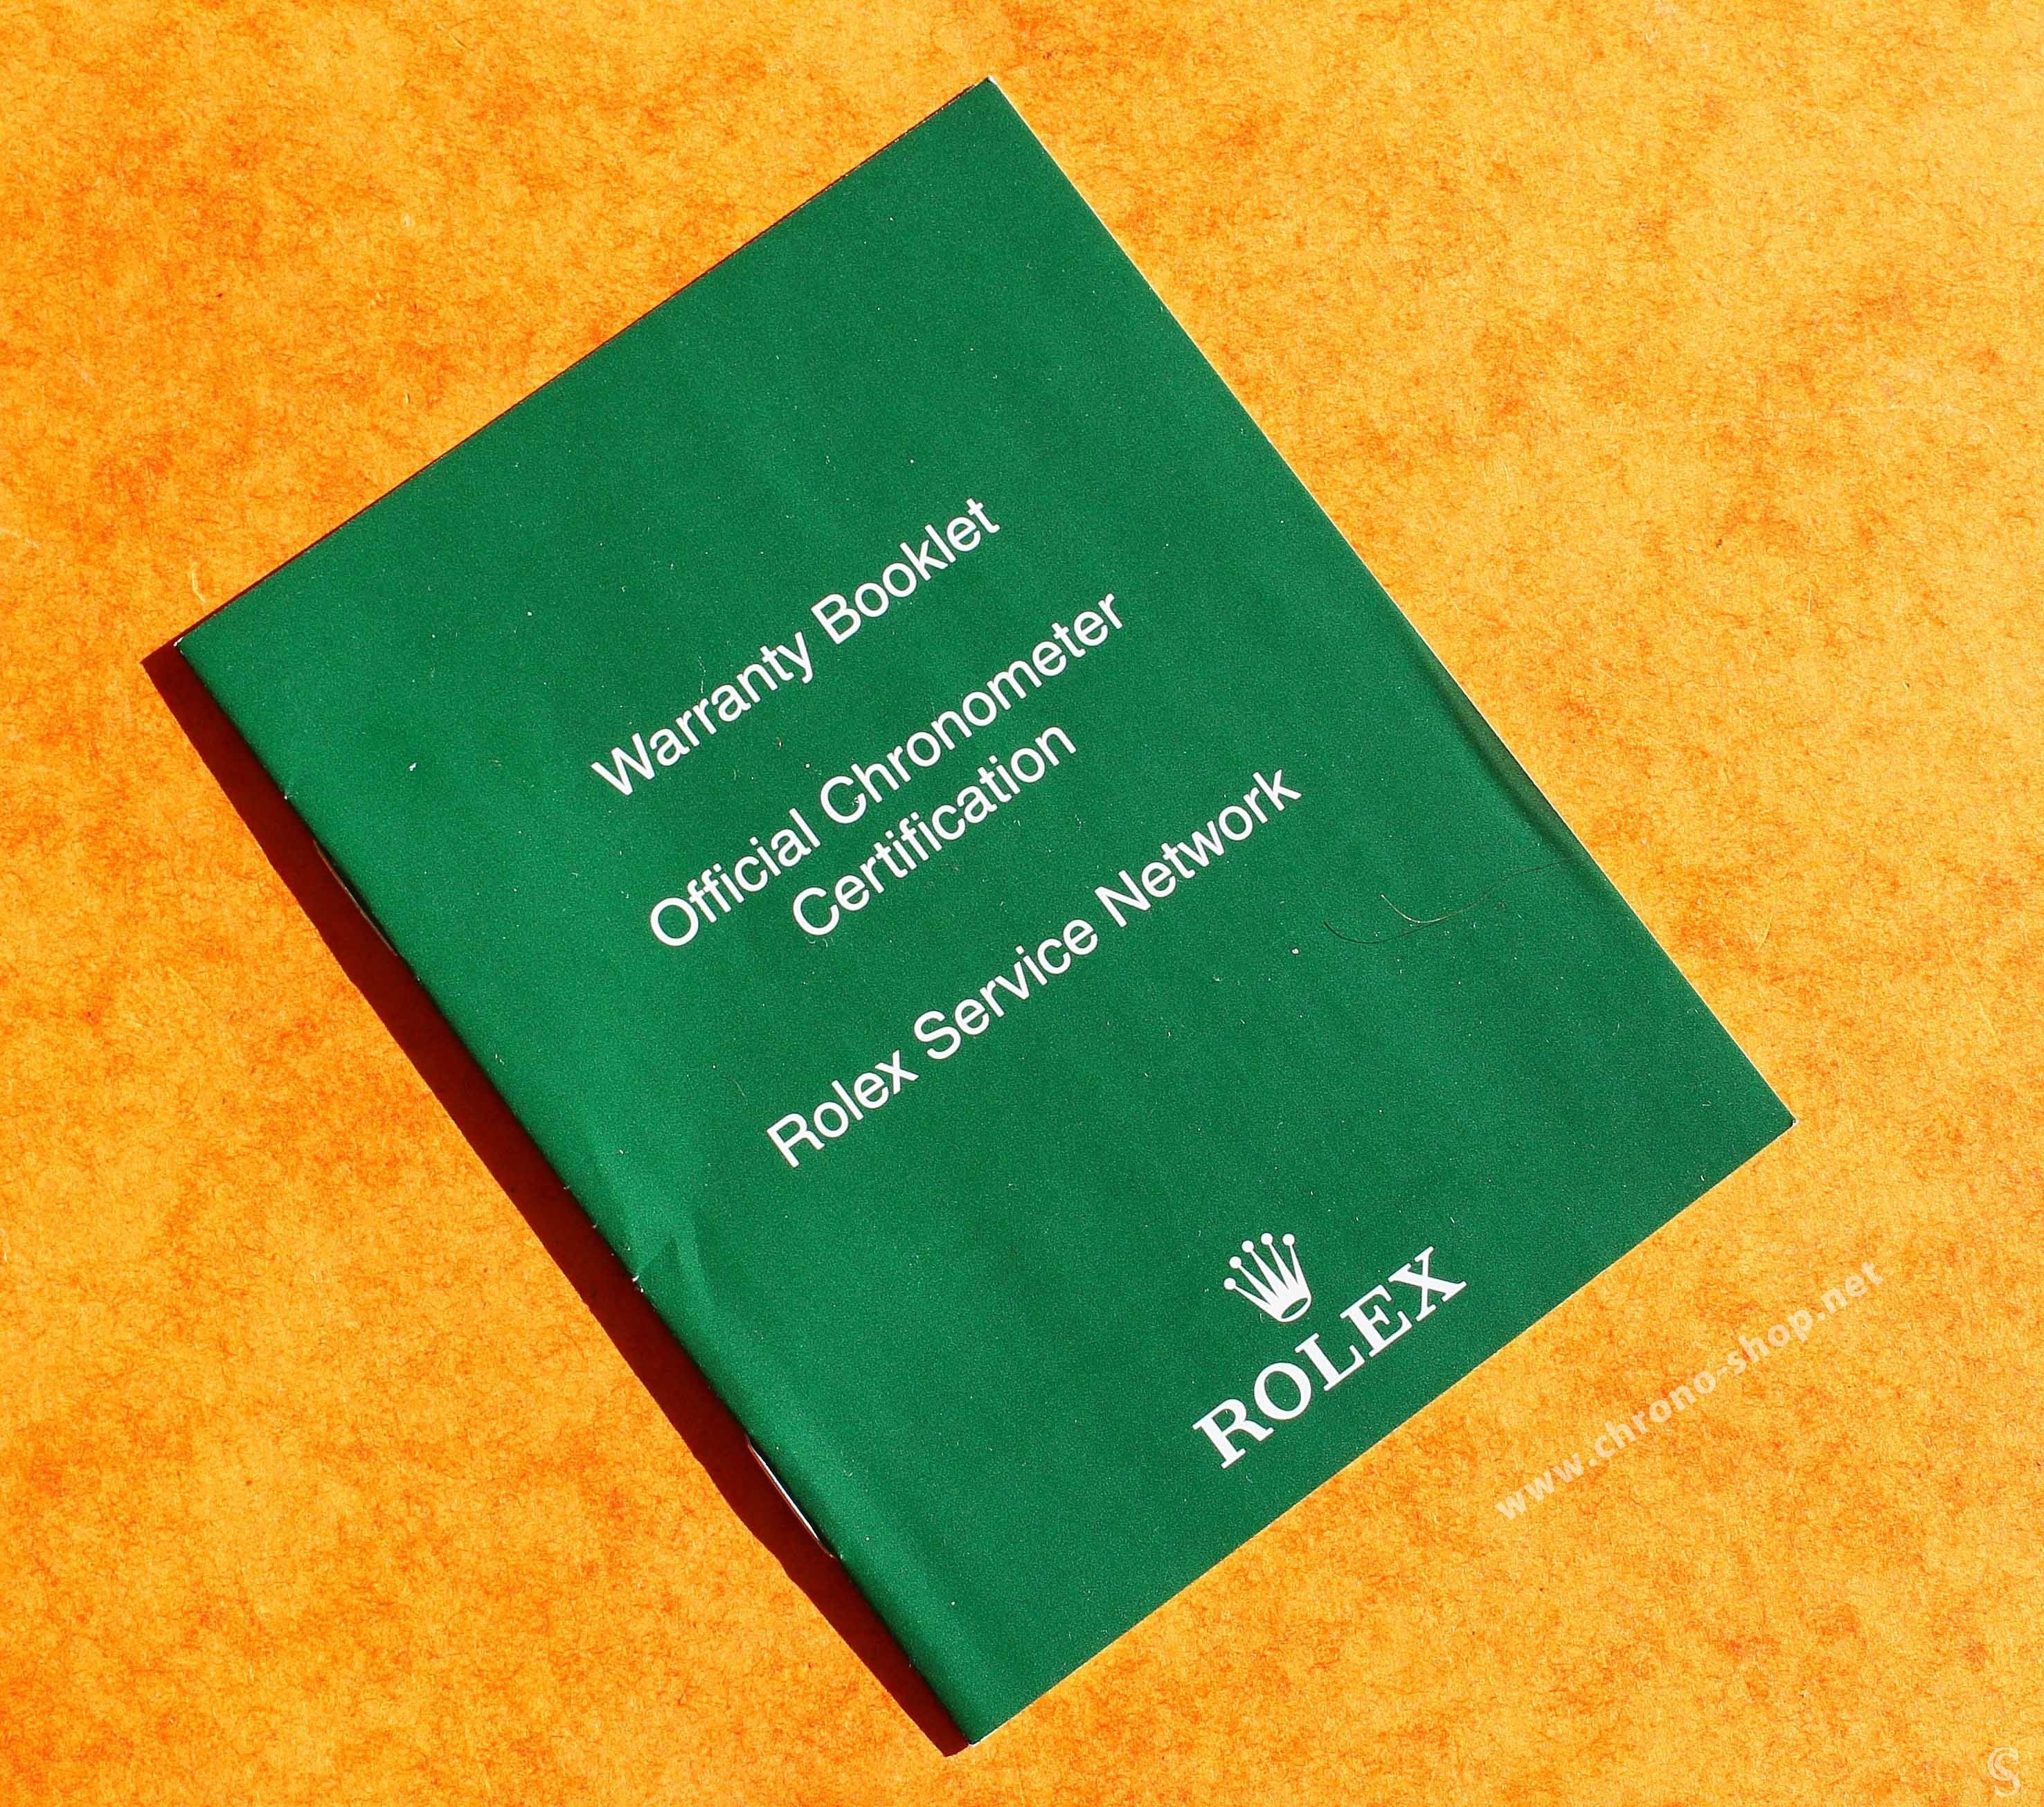 Warranty Booklet
Official Chronometer
Certification
Rolex Service Network
ROLEX
www.chrono-shop.net